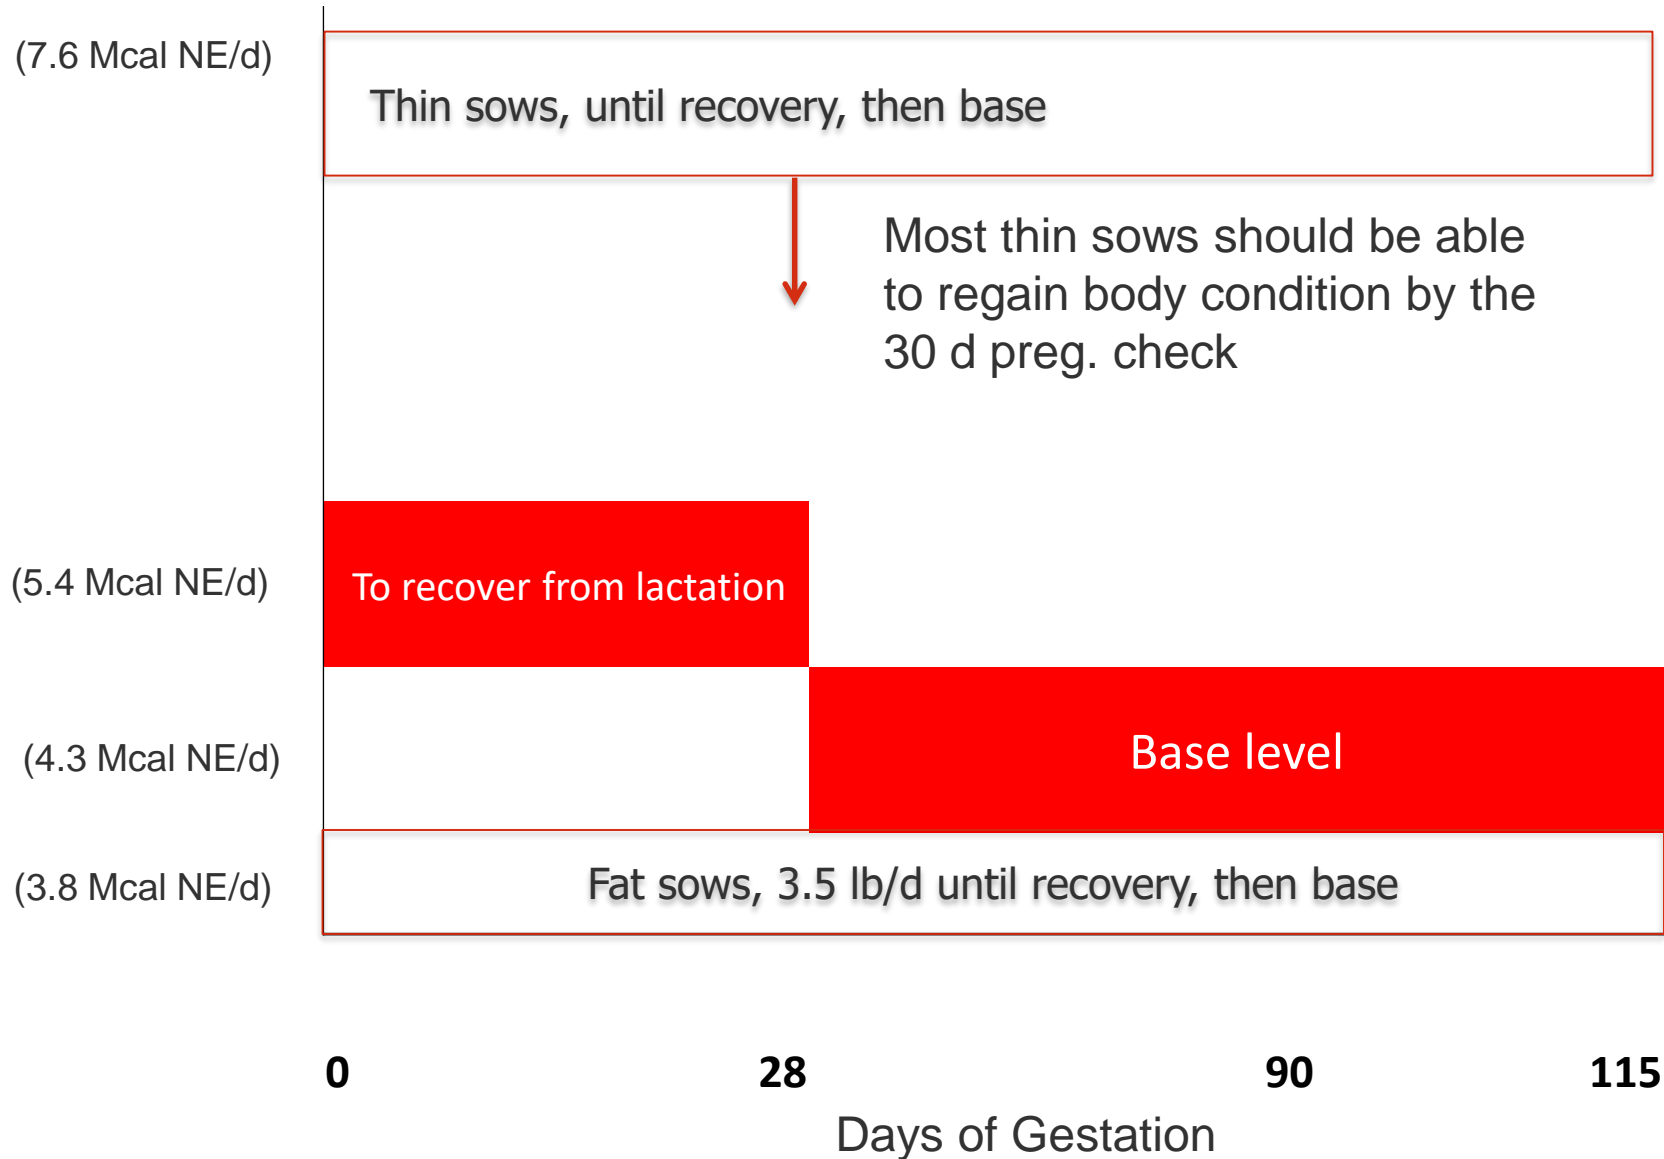 (7.6 Mcal NE/d)
Thin sows, until recovery, then base
Most thin sows should be able
to regain body condition by the
30 d preg. check
(5.4 Mcal NE/d)
To recover from lactation
(4.3 Mcal NE/d)
Base level
(3.8 Mcal NE/d)
Fat sows, 3.5 lb/d until recovery, then base
0 28 90 115
Days of Gestation